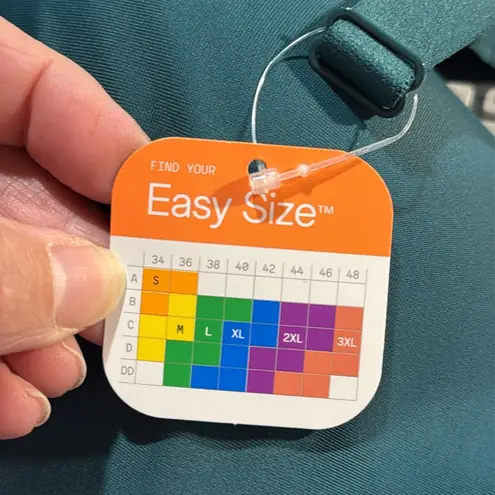 FIND YOUR
Easy Size™
34 36 38 40 42 44 46 48
A S
B
C M L XL 2XL 3XL
D
DD